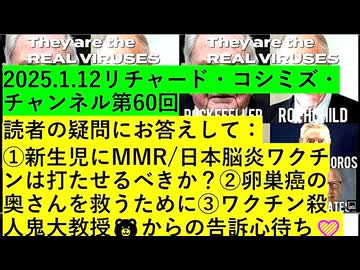 They are the
REAL VIRUSES
They are the
REAL VIRUSES
2025.1.12リチャード・コシミズ・
チャンネル第60回
読者の疑問にお答えして：
①新生児にMMR/日本脳炎ワクチ
ンは打たせるべきか？②卵巣癌の
奥さんを救うために③ワクチン殺
人鬼大教授🐻からの告訴心待ち💛